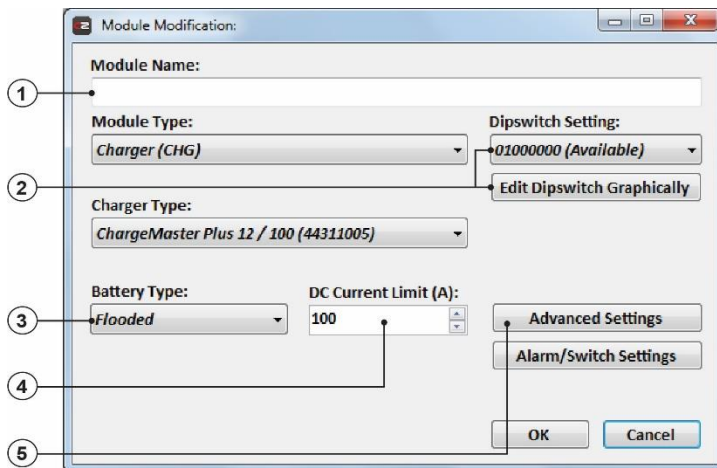 Module Modification:
Module Name:
1
Module Type:
Dipswitch Setting:
Charger (CHG)
01000000 (Available)
2
Edit Dipswitch Graphically
Charger Type:
ChargeMaster Plus 12 / 100 (44311005)
Battery Type:
DC Current Limit (A):
3
Flooded
100
Advanced Settings
Alarm/Switch Settings
4
OK
Cancel
5